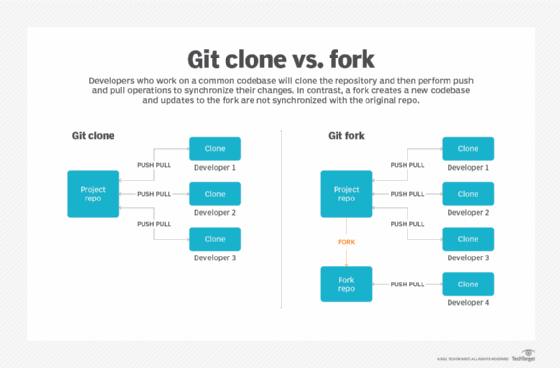 Git clone vs. fork
Developers who work on a common codebase will clone the repository and then perform push
and pull operations to synchronize their changes. In contrast, a fork creates a new codebase
and updates to the fork are not synchronized with the original repo.
Git clone
Project
repo
PUSH PULL
Clone
Developer 1
PUSH PULL
Clone
Developer 2
PUSH PULL
Clone
Developer 3
Git fork
Project
repo
PUSH PULL
Clone
Developer 1
PUSH PULL
Clone
Developer 2
PUSH PULL
Clone
Developer 3
FORK
Fork
repo
PUSH PULL
Clone
Developer 4
ALL RIGHTS RESERVED
TechTarget